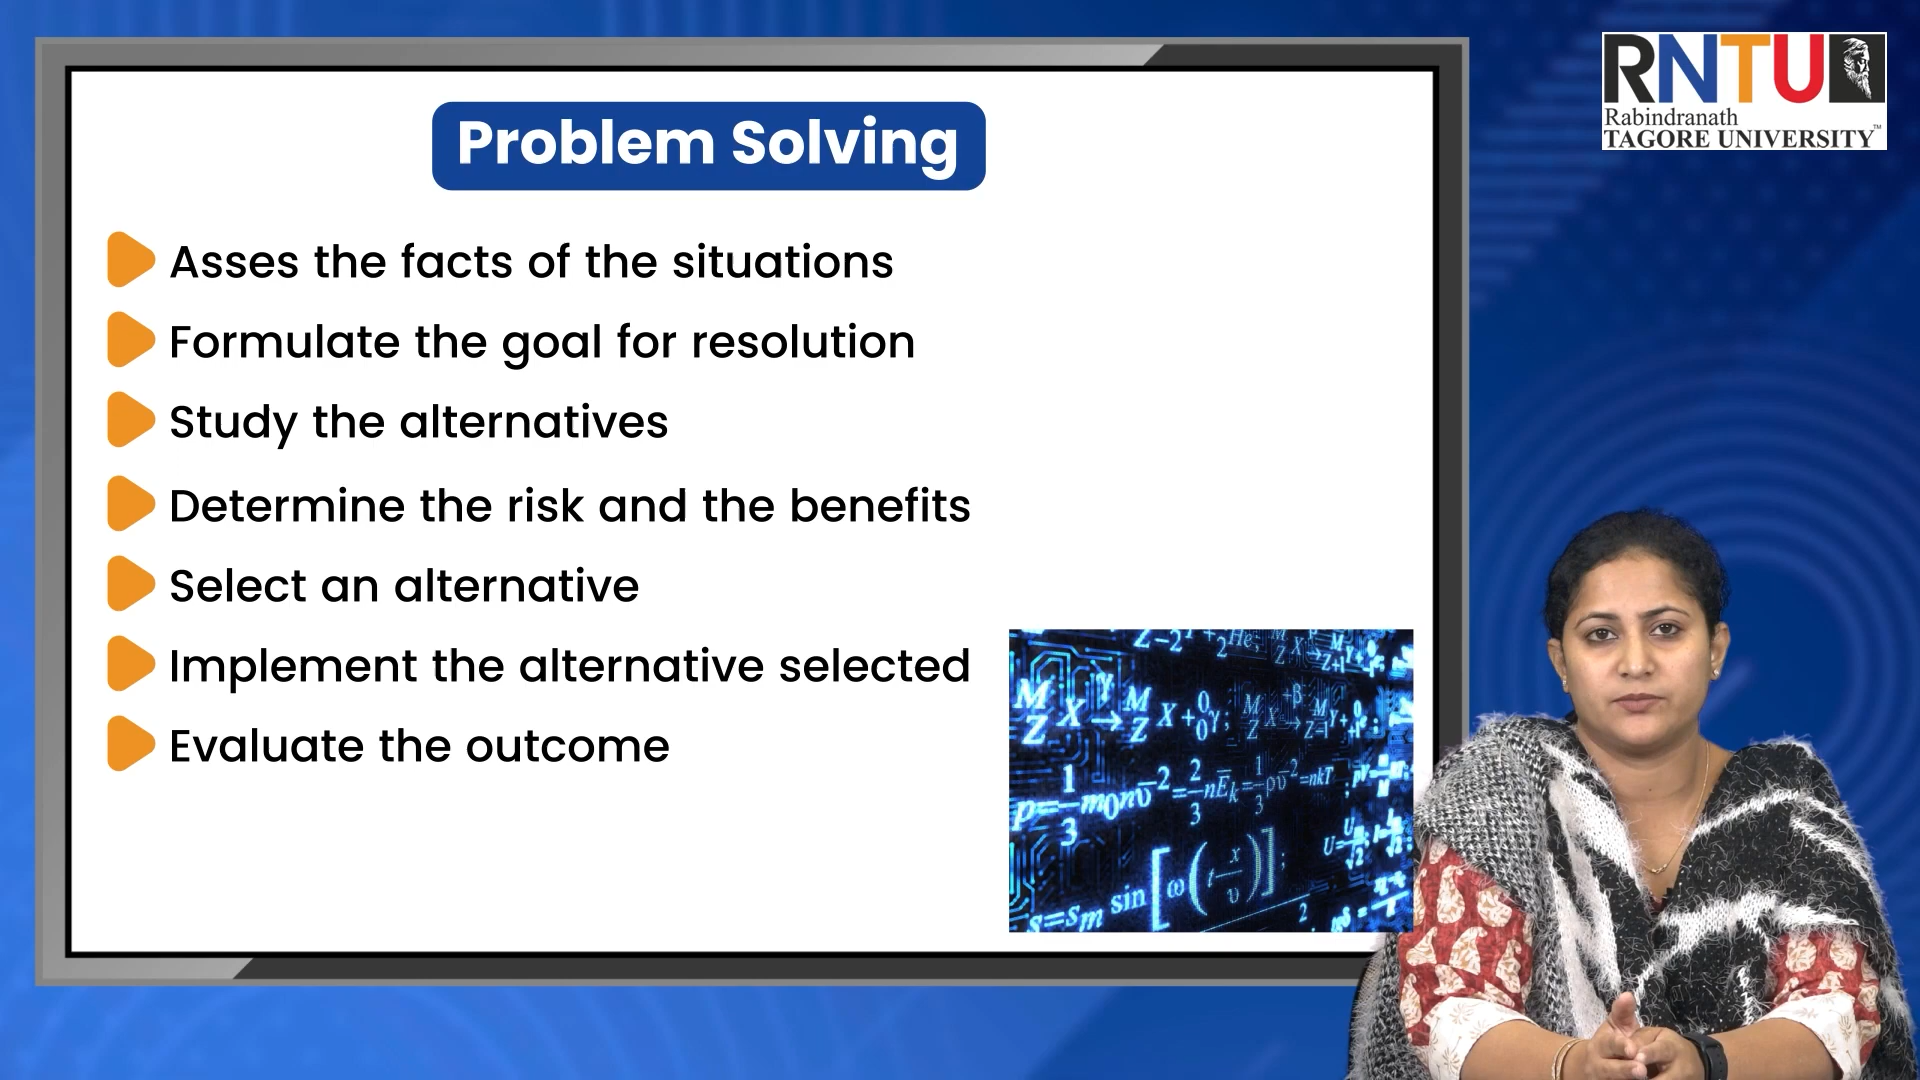 RNTU
Rabindranath
TAGORE UNIVERSITY™
Problem Solving
Asses the facts of the situations
Formulate the goal for resolution
Study the alternatives
Determine the risk and the benefits
Select an alternative
Implement the alternative selected
Evaluate the outcome